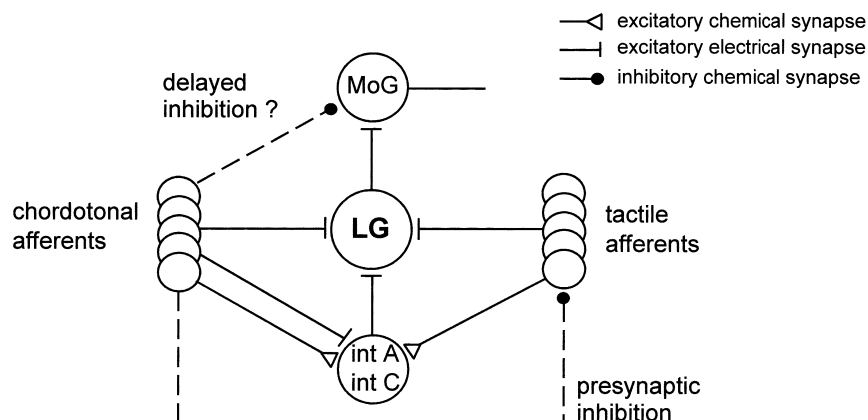 excitatory chemical synapse
excitatory electrical synapse
inhibitory chemical synapse
delayed
inhibition ?
MoG
chordotonal
afferents
LG
tactile
afferents
int A
int C
presynaptic
inhibition